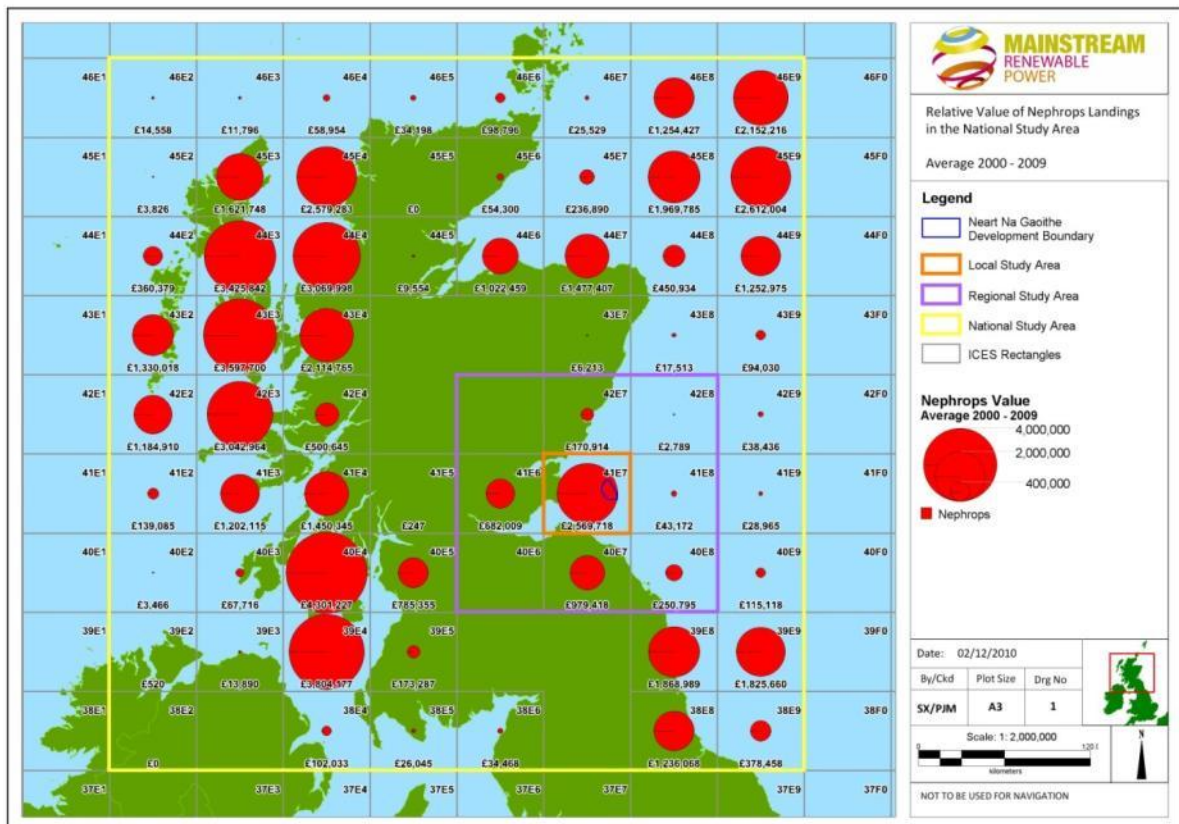 46E1 46E2 46E3 46E4 46E5 46E6 46E7 46E8 46E9 46F0
£14,558 £11,796 £58,954 £34,198 £98,796 £25,529 £1,254,427 £2,152,216
45E1 45E2 45E3 45E4 45E5 45E6 45E7 45E8 45E9 45F0
£3,826 £1,621,748 £2,579,283 £0 £54,300 £236,890 £1,969,785 £2,612,004
44E1 44E2 44E3 44E4 44E5 44E6 44E7 44E8 44E9 44F0
£360,379 £3,425,842 £3,069,998 £9,554 £1,022,459 £1,477,407 £450,934 £1,252,975
43E1 43E2 43E3 43E4 43E7 43E8 43E9 43F0
£1,330,018 £3,597,700 £2,114,765 £6,213 £17,513 £94,030
42E1 42E2 42E3 42E4 42E7 42E8 42E9 42F0
£1,184,910 £3,042,964 £500,645 £170,914 £2,789 £38,436
41E1 41E2 41E3 41E4 41E5 41E6 41E7 41E8 41E9 41F0
£139,085 £1,202,115 £1,450,345 £247 £682,009 £2,569,718 £43,172 £28,965
40E1 40E2 40E3 40E4 40E5 40E6 40E7 40E8 40E9 40F0
£3,466 £67,716 £4,301,227 £785,355 £979,418 £250,795 £115,118
39E1 39E2 39E3 39E4 39E5 39E8 39E9 39F0
£520 £13,890 £3,804,177 £173,287 £1,868,989 £1,825,660
38E1 38E2 38E4 38E5 38E6 38E8 38E9 38F0
£0 £102,033 £26,045 £34,468 £1,236,068 £378,458
37E1 37E3 37E4 37E6 37E7 37E9 37F0
MAINSTREAM
RENEWABLE
POWER
Relative Value of Nephrops Landings
in the National Study Area
Average 2000 - 2009
Legend
Neart Na Gaoithe
Development Boundary
Local Study Area
Regional Study Area
National Study Area
ICES Rectangles
Nephrops Value
Average 2000 - 2009
4,000,000
2,000,000
400,000
Nephrops
Date: 02/12/2010
By/Ckd Plot Size Drg No
SX/PJM A3 1
Scale: 1: 2,000,000
0 120
kilometers
N
NOT TO BE USED FOR NAVIGATION